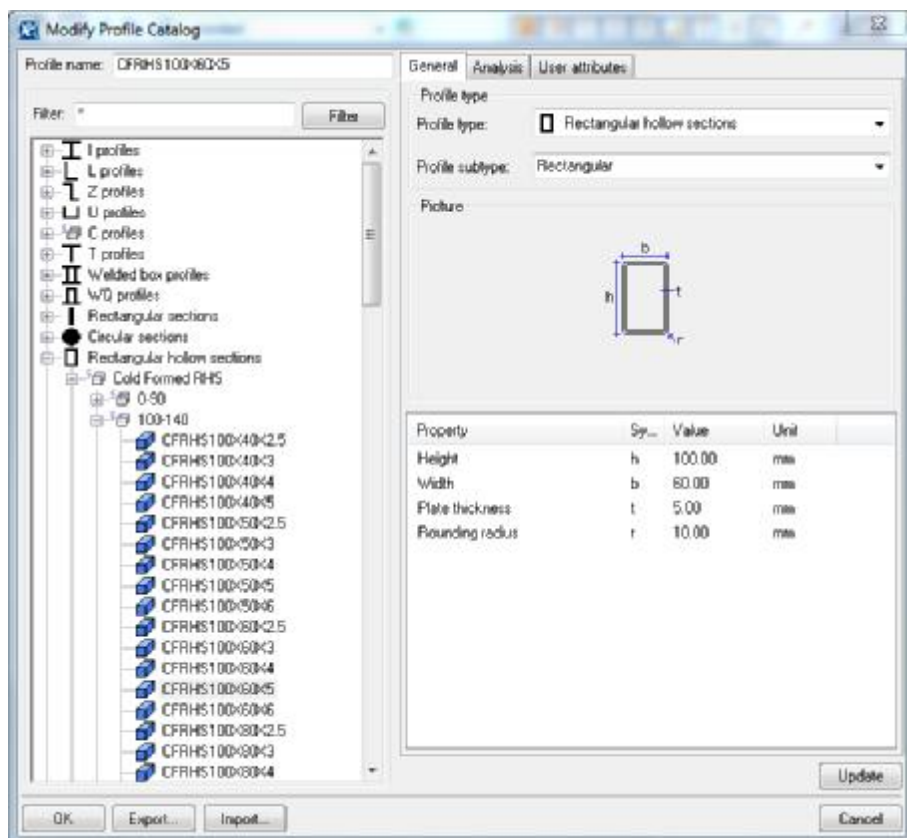 Modify Profile Catalog
Profile name: CFRHS100X60X5
Filter: *
Filter
I profiles
L profiles
Z profiles
U profiles
C profiles
T profiles
Welded box profiles
WQ profiles
Rectangular sections
Circular sections
Rectangular hollow sections
Cold Formed RHS
0-90
100-140
CFRHS100X40X2.5
CFRHS100X40X3
CFRHS100X40X4
CFRHS100X40X5
CFRHS100X50X2.5
CFRHS100X50X3
CFRHS100X50X4
CFRHS100X50X5
CFRHS100X50X6
CFRHS100X60X2.5
CFRHS100X60X3
CFRHS100X60X4
CFRHS100X60X5
CFRHS100X60X6
CFRHS100X80X2.5
CFRHS100X80X3
CFRHS100X80X4
General Analysis User attributes
Profile type
Profile type: Rectangular hollow sections
Profile subtype: Rectangular
Picture
b
h
t
r
Property Sy... Value Unit
Height h 100.00 mm
Width b 60.00 mm
Plate thickness t 5.00 mm
Rounding radius r 10.00 mm
Update
OK Export... Import... Cancel